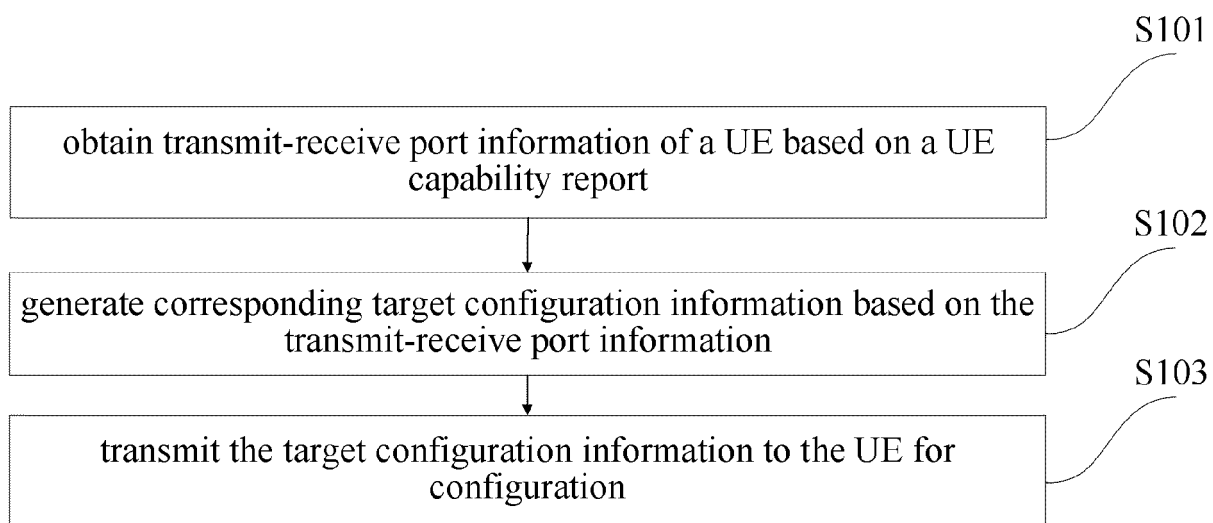 S101
obtain transmit-receive port information of a UE based on a UE
capability report
S102
generate corresponding target configuration information based on the
transmit-receive port information
S103
transmit the target configuration information to the UE for
configuration